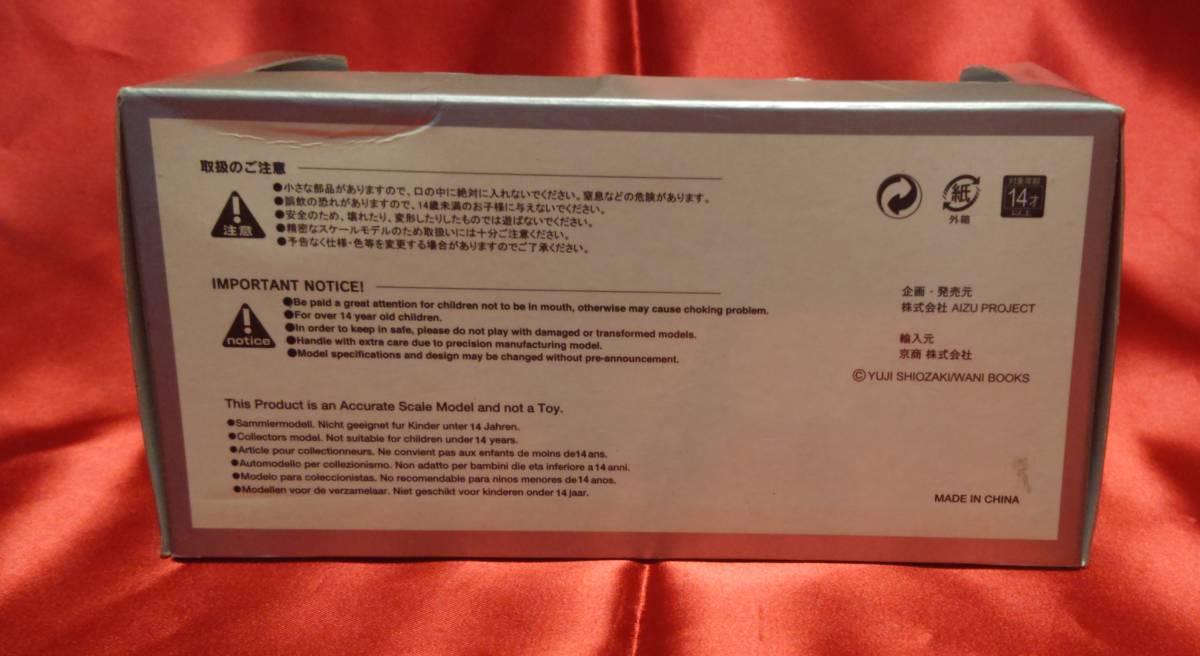 取扱のご注意
注意
●小さな部品がありますので、口の中に絶対に入れないでください。窒息などの危険があります。
●誤飲の恐れがありますので、14歳未満のお子様に与えないでください。
●安全のため、壊れたり、変形したりしたものでは遊ばないでください。
●精密なスケールモデルのため取扱いには十分ご注意ください。
●予告なく仕様・色等を変更する場合がありますのでご了承ください。
紙
外箱
対象年齢
14才
以上
IMPORTANT NOTICE!
notice
●Be paid a great attention for children not to be in mouth, otherwise may cause choking problem.
●For over 14 year old children.
●In order to keep in safe, please do not play with damaged or transformed models.
●Handle with extra care due to precision manufacturing model.
●Model specifications and design may be changed without pre-announcement.
企画・発売元
株式会社 AIZU PROJECT
輸入元
京商 株式会社
©YUJI SHIOZAKI/WANI BOOKS
This Product is an Accurate Scale Model and not a Toy.
●Sammlermodell. Nicht geeignet fur Kinder unter 14 Jahren.
●Collectors model. Not suitable for children under 14 years.
●Article pour collectionneurs. Ne convient pas aux enfants de moins de14 ans.
●Automodello per collezionismo. Non adatto per bambini die eta inferiore a 14 anni.
●Modelo para coleccionistas. No recomendable para ninos menores de 14 anos.
●Modellen voor de verzamelaar. Niet geschikt voor kinderen onder 14 jaar.
MADE IN CHINA